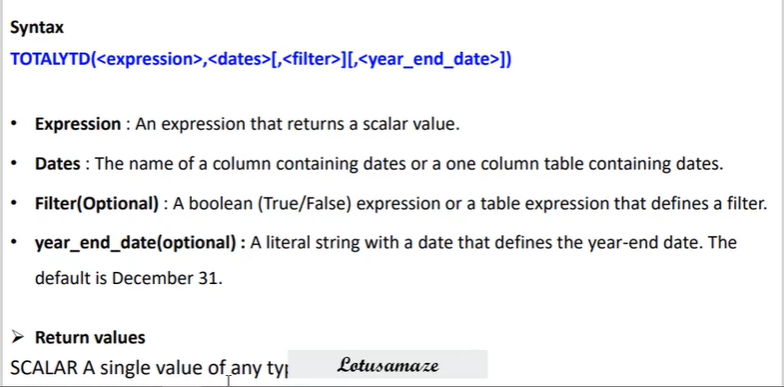 Syntax
TOTALYTD(<expression>,<dates>[,<filter>][,<year_end_date>])
• Expression : An expression that returns a scalar value.
• Dates : The name of a column containing dates or a one column table containing dates.
• Filter(Optional) : A boolean (True/False) expression or a table expression that defines a filter.
• year_end_date(optional) : A literal string with a date that defines the year-end date. The
default is December 31.
➢ Return values
SCALAR A single value of any
Lotusamaze